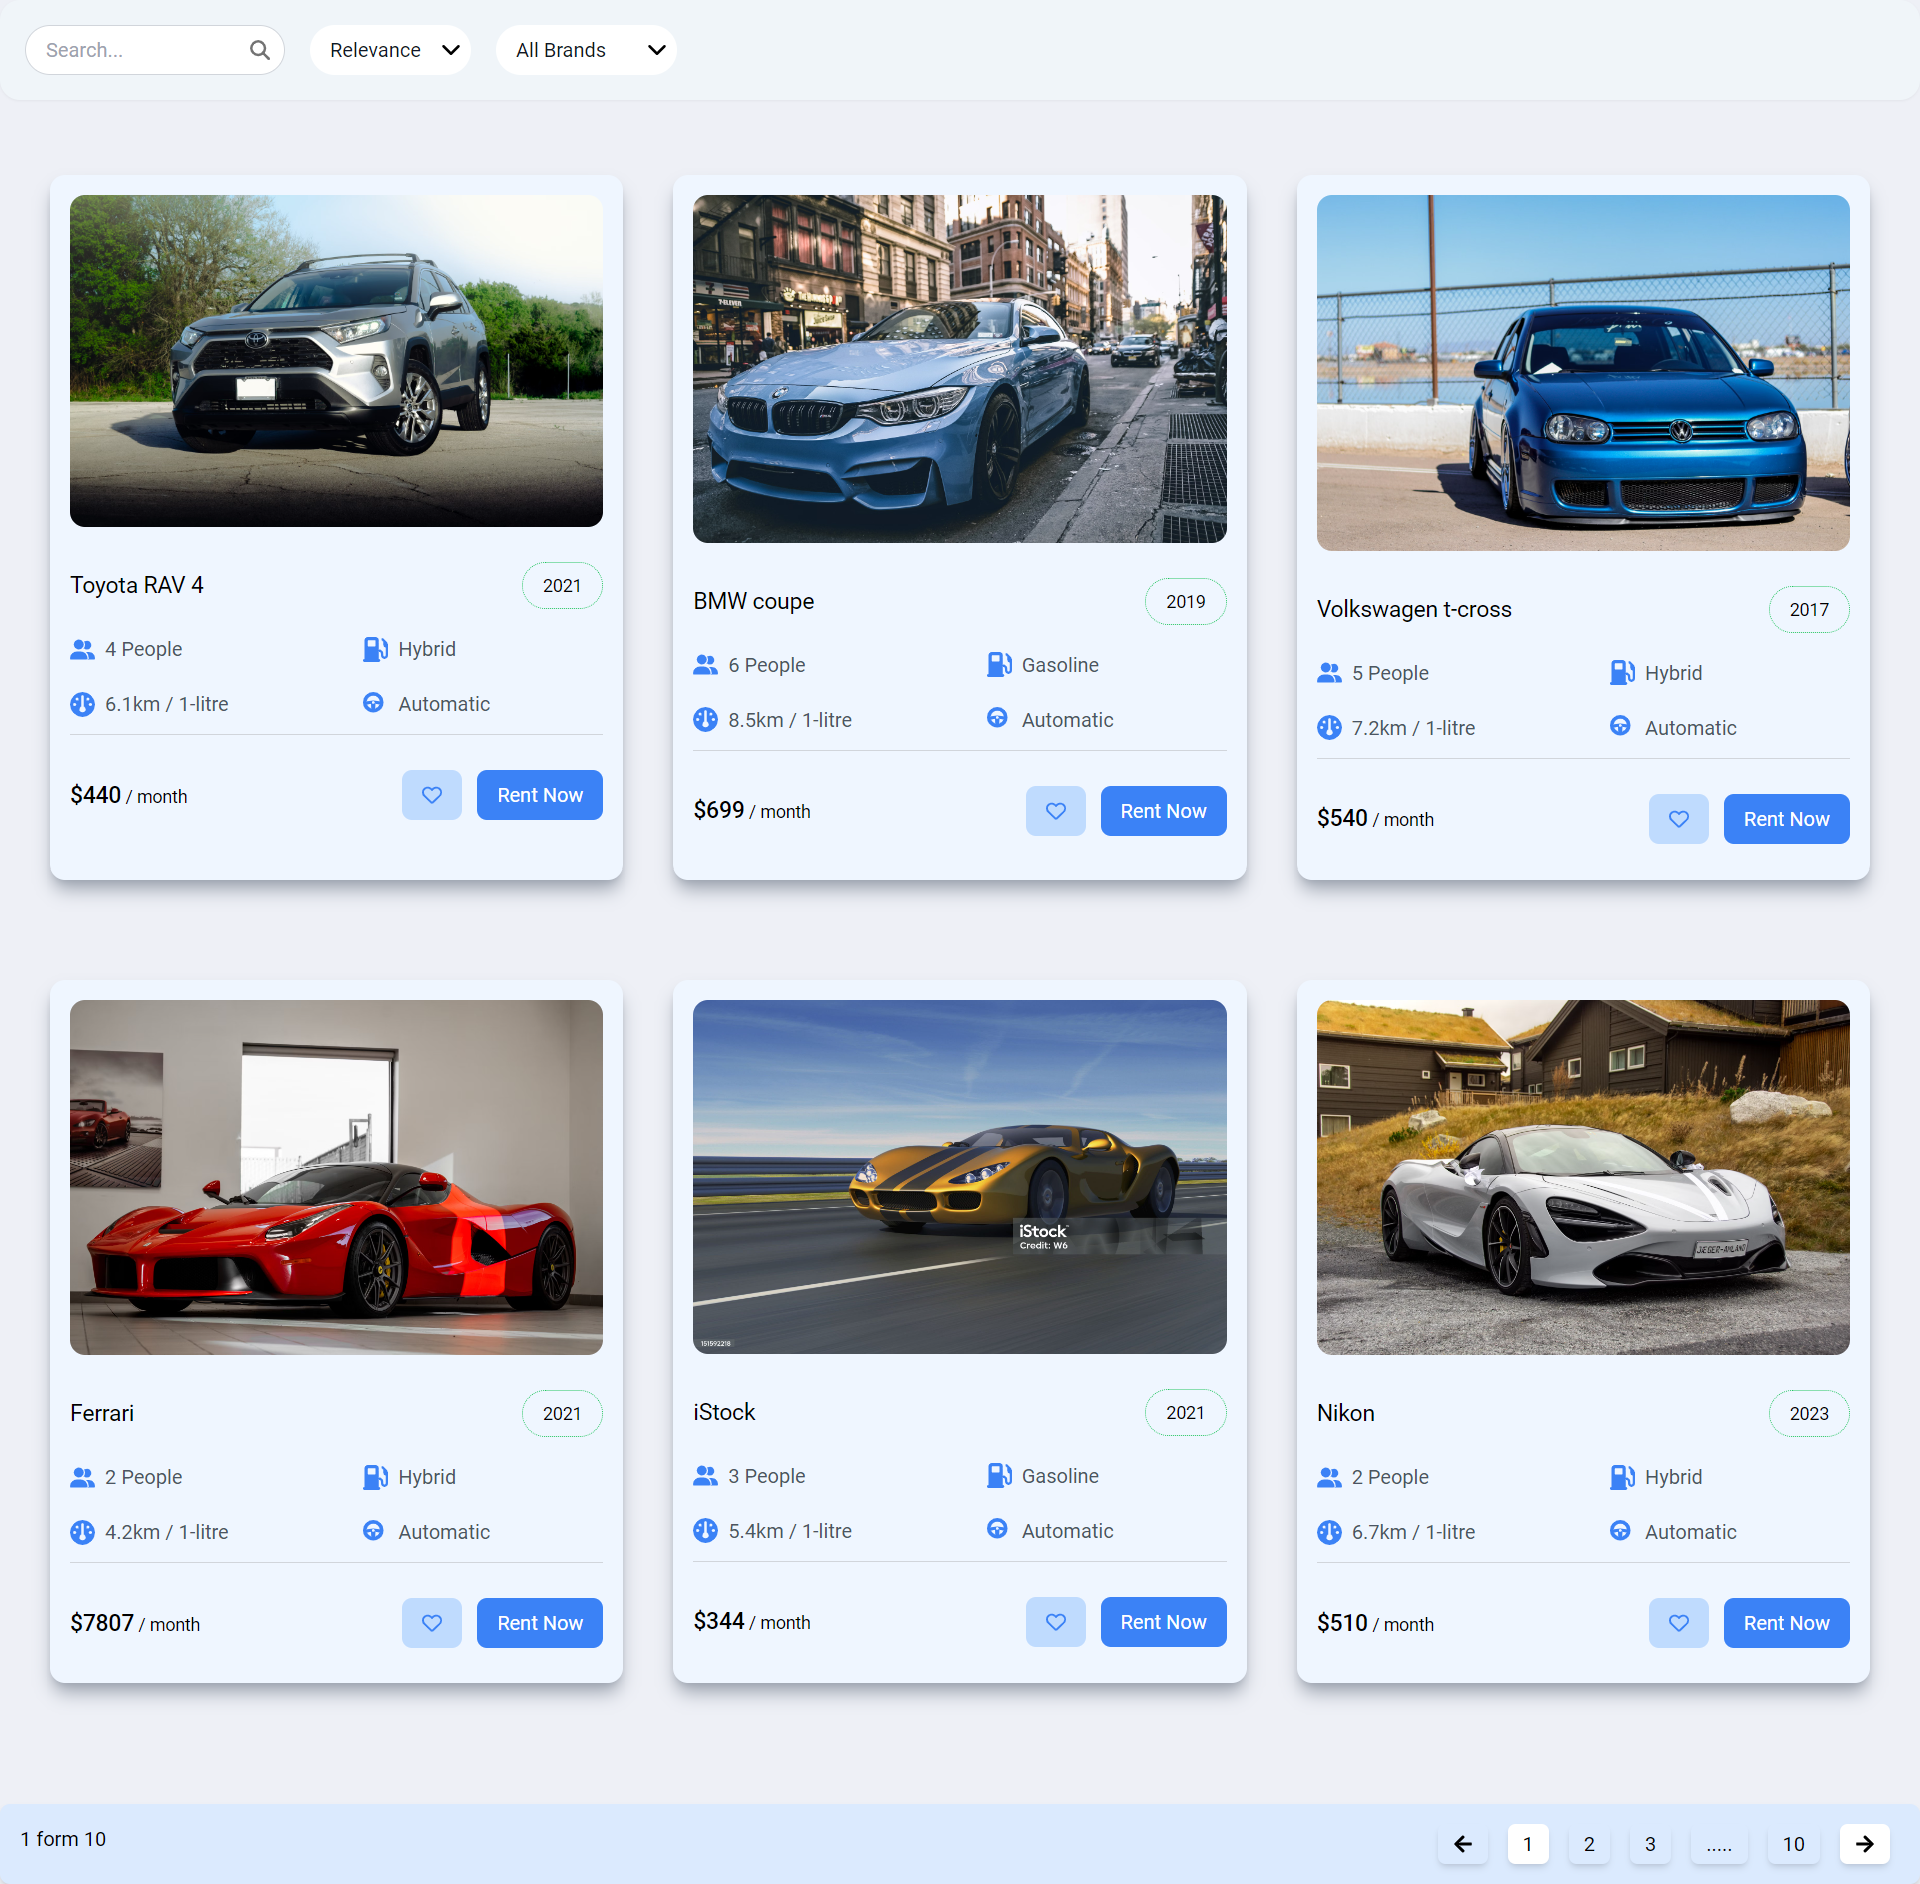 Search...
Relevance
All Brands
7-ELEVEN
Toyota RAV 4
2021
4 People
Hybrid
6.1km / 1-litre
Automatic
$440 / month
Rent Now
BMW coupe
2019
6 People
Gasoline
8.5km / 1-litre
Automatic
$699 / month
Rent Now
Volkswagen t-cross
2017
5 People
Hybrid
7.2km / 1-litre
Automatic
$540 / month
Rent Now
iStock
Credit: W6
151592218
JÆGER-AHLAND
Ferrari
2021
2 People
Hybrid
4.2km / 1-litre
Automatic
$7807 / month
Rent Now
iStock
2021
3 People
Gasoline
5.4km / 1-litre
Automatic
$344 / month
Rent Now
Nikon
2023
2 People
Hybrid
6.7km / 1-litre
Automatic
$510 / month
Rent Now
1 form 10
1
2
3
.....
10